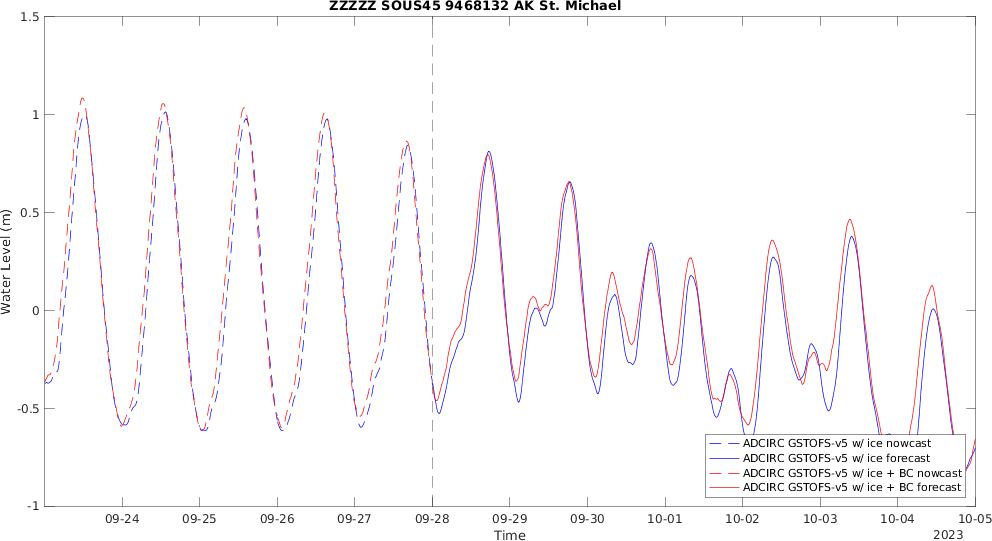 ZZZZZ SOUS45 9468132 AK St. Michael
1.5
1
0.5
0
-0.5
-1
Water Level (m)
09-24 09-25 09-26 09-27 09-28 09-29 09-30 10-01 10-02 10-03 10-04 10-05
Time
2023
ADCIRC GSTOFS-v5 w/ ice nowcast
ADCIRC GSTOFS-v5 w/ ice forecast
ADCIRC GSTOFS-v5 w/ ice + BC nowcast
ADCIRC GSTOFS-v5 w/ ice + BC forecast